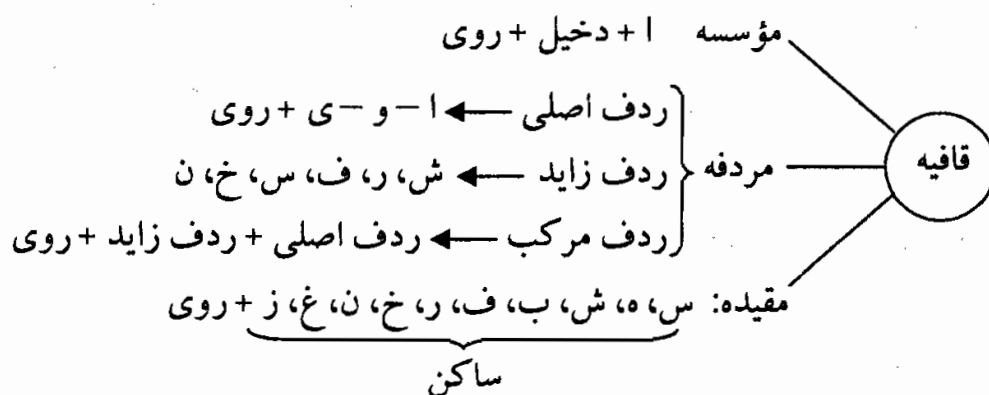 مؤسسه ا + دخیل + روی
ردف اصلی ← ا – و – ی + روی
قافیه
مردفه
ردف زاید ← ش، ر، ف، س، خ، ن
ردف مرکب ← ردف اصلی + ردف زاید + روی
مقیده: س، ه، ش، ب، ف، ر، خ، ن، غ، ز + روی
ساکن